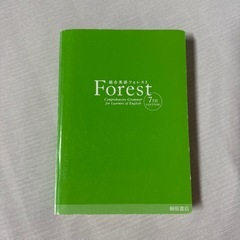 総合英語フォレスト
Forest
Comprehensive Grammar
for Learners of English
7TH
EDITION
桐原書店